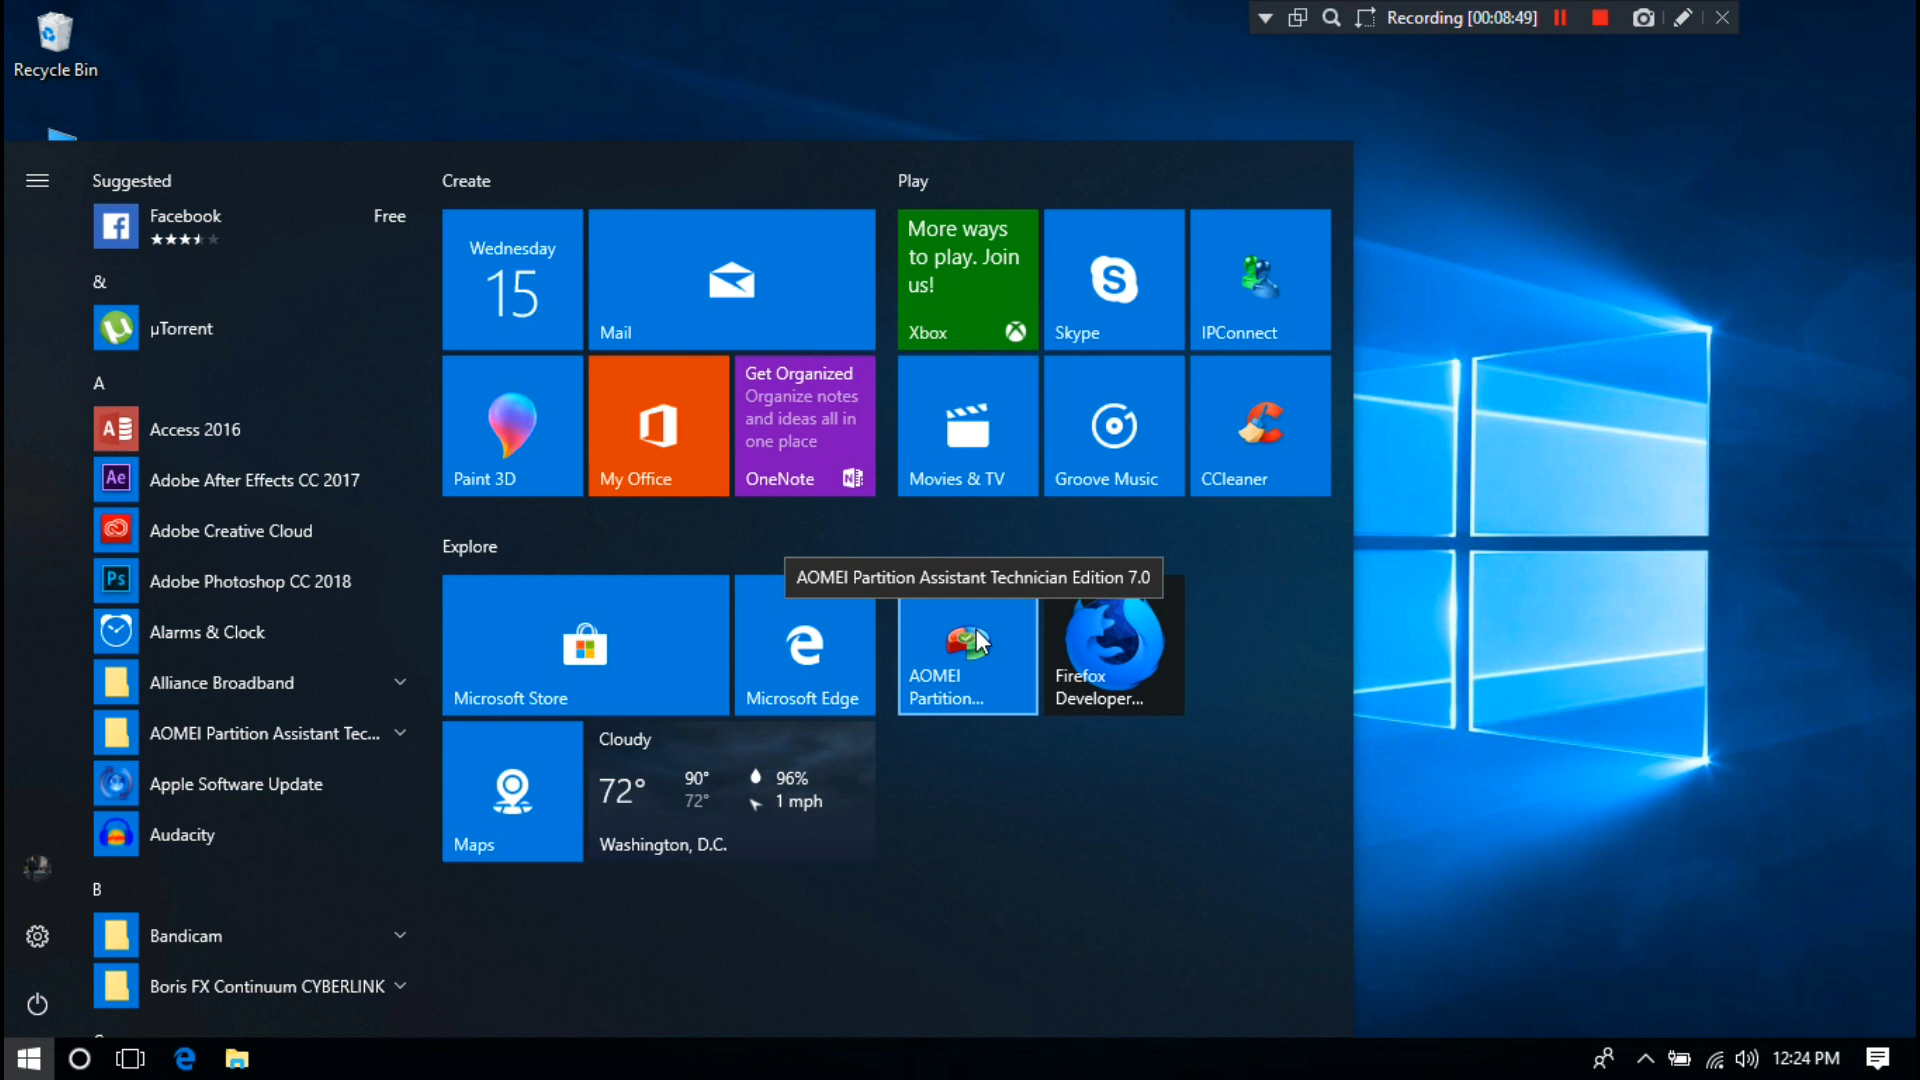 Recycle Bin
Recording [00:08:49]
Suggested
Facebook
Free
&
µTorrent
A
Access 2016
Adobe After Effects CC 2017
Adobe Creative Cloud
Adobe Photoshop CC 2018
Alarms & Clock
Alliance Broadband
AOMEI Partition Assistant Tec...
Apple Software Update
Audacity
B
Bandicam
Boris FX Continuum CYBERLINK
Create
Wednesday
15
Mail
Paint 3D
My Office
Get Organized
Organize notes
and ideas all in
one place
OneNote
Play
More ways
to play. Join
us!
Xbox
Skype
IPConnect
Movies & TV
Groove Music
CCleaner
Explore
Microsoft Store
Microsoft Edge
AOMEI Partition Assistant Technician Edition 7.0
AOMEI
Partition...
Firefox
Developer...
Maps
Cloudy
72° 90° 96%
72° 1 mph
Washington, D.C.
12:24 PM